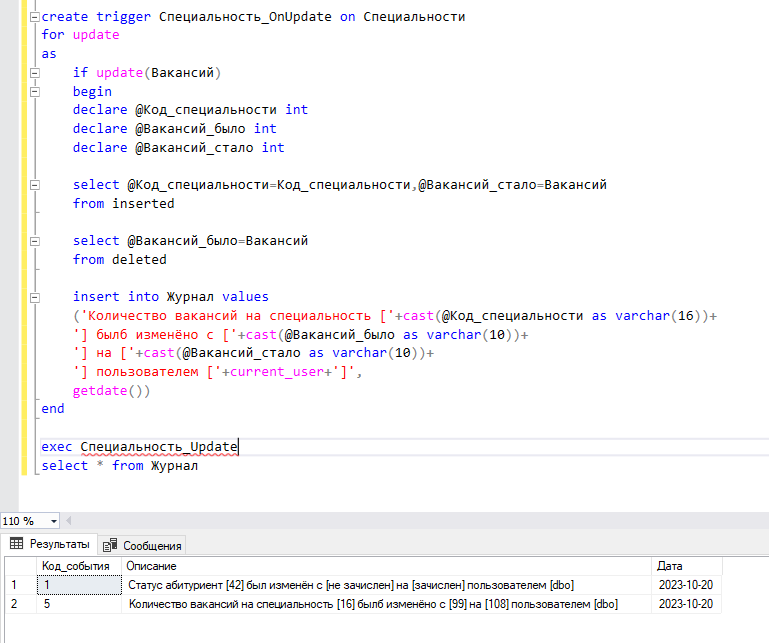 create trigger Специальность_OnUpdate on Специальности
for update
as
if update(Вакансий)
begin
declare @Код_специальности int
declare @Вакансий_было int
declare @Вакансий_стало int
select @Код_специальности=Код_специальности,@Вакансий_стало=Вакансий
from inserted
select @Вакансий_было=Вакансий
from deleted
insert into Журнал values
('Количество вакансий на специальность ['+cast(@Код_специальности as varchar(16))+
'] былб изменёно с ['+cast(@Вакансий_было as varchar(10))+
'] на ['+cast(@Вакансий_стало as varchar(10))+
'] пользователем ['+current_user+']',
getdate())
end
exec Специальность_Update
select * from Журнал
110 %
Результаты Сообщения
Код_события Описание Дата
1 1 Статус абитуриент [42] был изменён с [не зачислен] на [зачислен] пользователем [dbo] 2023-10-20
2 5 Количество вакансий на специальность [16] былб изменёно с [99] на [108] пользователем [dbo] 2023-10-20